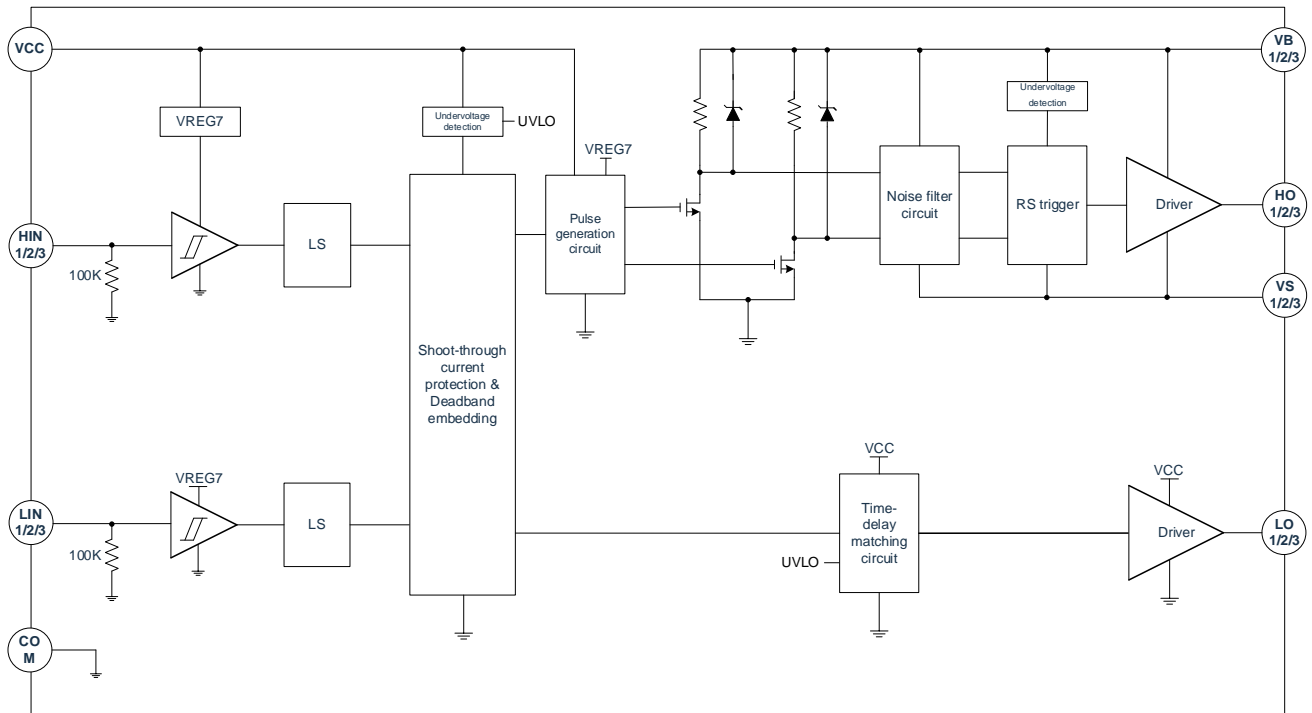 VCC
VB
1/2/3
VREG7
Undervoltage
detection
UVLO
Undervoltage
detection
VREG7
HIN
1/2/3
100K
LS
Pulse
generation
circuit
Noise filter
circuit
RS trigger
Driver
HO
1/2/3
VS
1/2/3
Shoot-through
current
protection &
Deadband
embedding
VCC
VCC
VREG7
LIN
1/2/3
100K
LS
Time-
delay
matching
circuit
UVLO
Driver
LO
1/2/3
CO
M